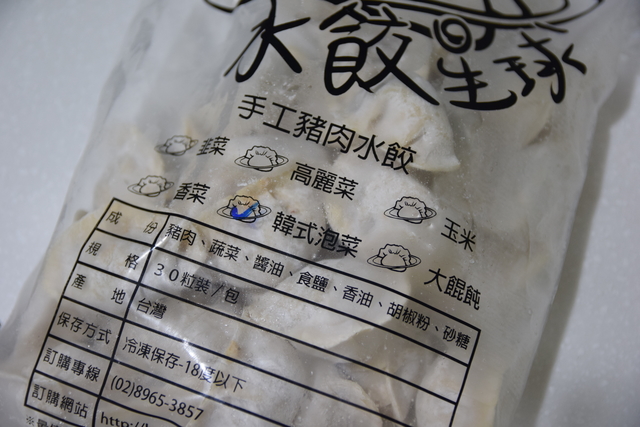 水餃星球
手工豬肉水餃
韭菜 高麗菜 玉米
香菜 韓式泡菜 大餛飩
成份 豬肉、蔬菜、醬油、食鹽、香油、胡椒粉、砂糖
規格 30粒裝/包
產地 台灣
保存方式 冷凍保存-18度以下
訂購專線 (02)8965-3857
訂購網站 http://